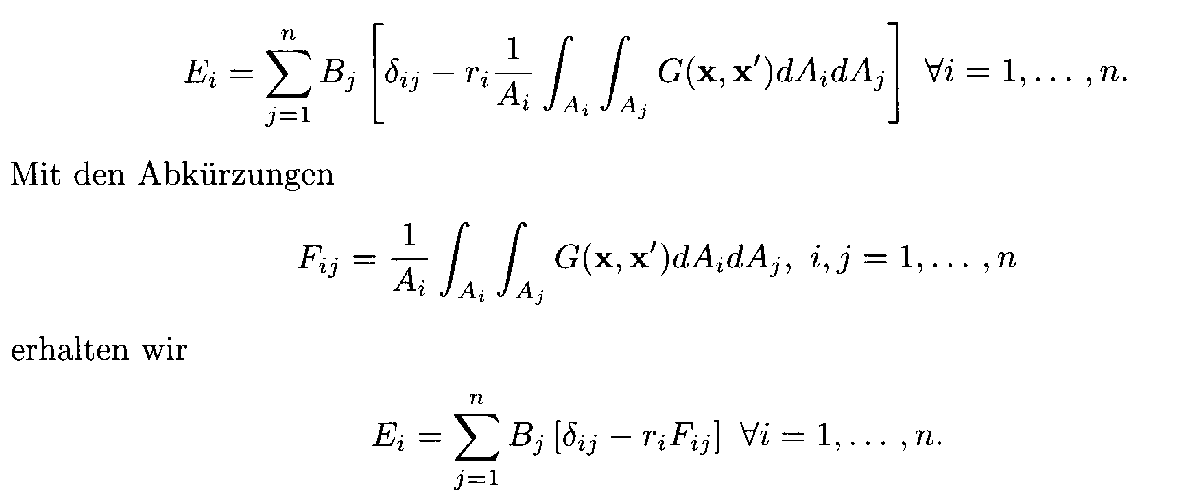 E_i = \sum_{j=1}^{n} B_j \left[ \delta_{ij} - r_i \frac{1}{A_i} \int_{A_i} \int_{A_j} G(\mathbf{x}, \mathbf{x}') dA_i dA_j \right] \ \forall i = 1, \ldots, n.
Mit den Abkürzungen
F_{ij} = \frac{1}{A_i} \int_{A_i} \int_{A_j} G(\mathbf{x}, \mathbf{x}') dA_i dA_j, \ i, j = 1, \ldots, n
erhalten wir
E_i = \sum_{j=1}^{n} B_j \left[ \delta_{ij} - r_i F_{ij} \right] \ \forall i = 1, \ldots, n.